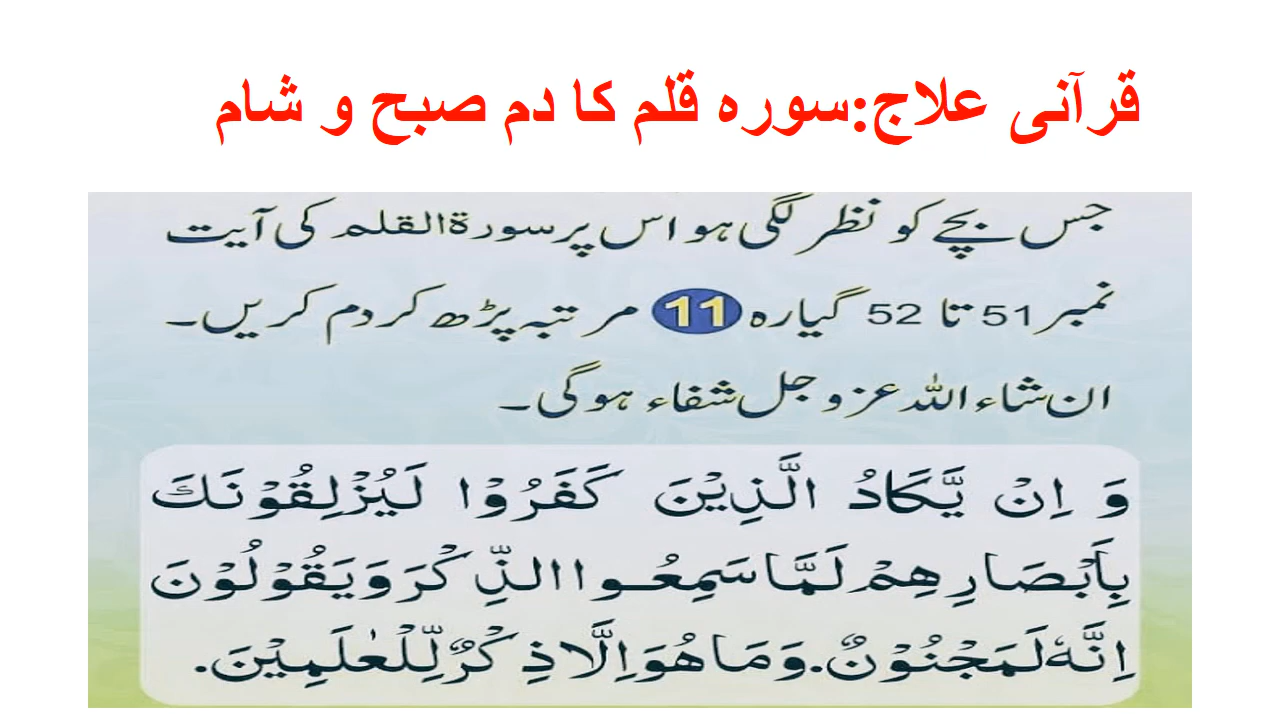 قرآنی علاج:سورہ قلم کا دم صبح و شام
جس بچے کو نظر لگی ہو اس پر سورۃ القلم کی آیت
نمبر 51 تا 52 گیارہ 11 مرتبہ پڑھ کر دم کریں۔
ان شاء اللہ عز و جل شفاء ہوگی۔
وَ اِنْ یَّكَادُ الَّذِیْنَ كَفَرُوْا لَیُزْلِقُوْنَكَ
بِاَبْصَارِهِمْ لَمَّا سَمِعُوا الذِّكْرَ وَ یَقُوْلُوْنَ
اِنَّهٗ لَمَجْنُوْنٌ. وَ مَا هُوَ اِلَّا ذِكْرٌ لِّلْعٰلَمِیْنَ.